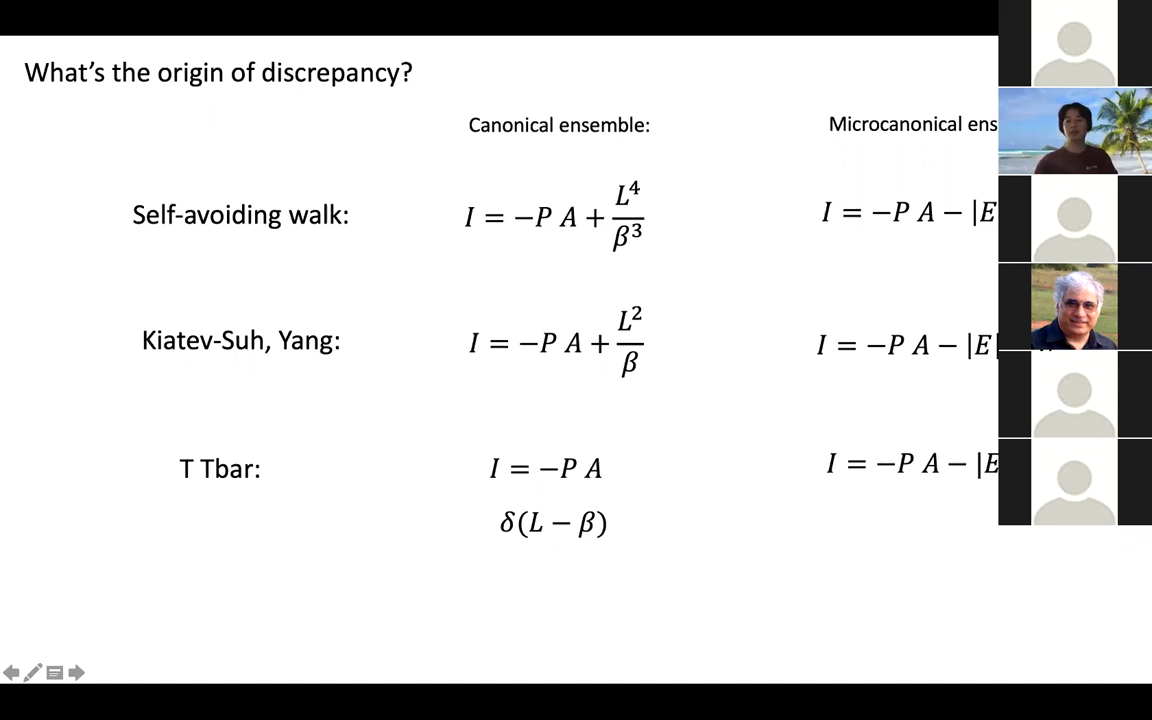 What's the origin of discrepancy?
Canonical ensemble: Microcanonical ens
Self-avoiding walk: I = −P A + L⁴/β³ I = −P A − |E
Kiatev-Suh, Yang: I = −P A + L²/β I = −P A − |E|
T Tbar: I = −P A I = −P A − |E
δ(L − β)